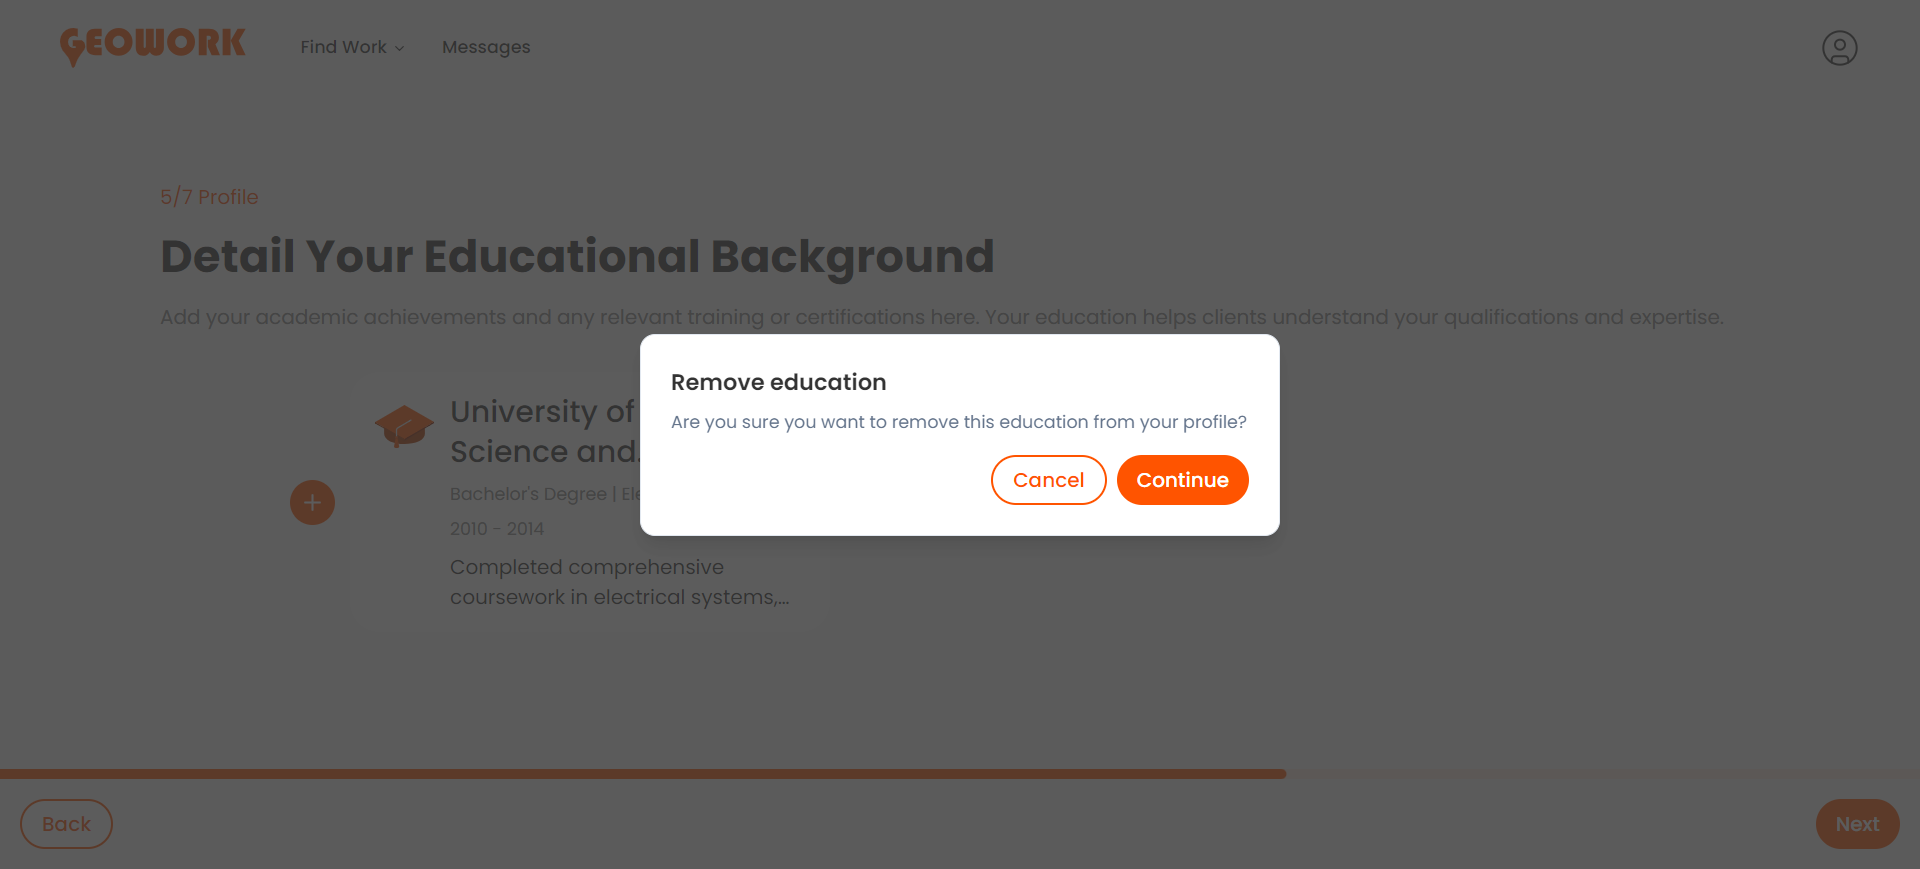 GEOWORK
Find Work
Messages
5/7 Profile
Detail Your Educational Background
Add your academic achievements and any relevant training or certifications here. Your education helps clients understand your qualifications and expertise.
University of
Science and
Bachelor's Degree |
2010 - 2014
Completed comprehensive
coursework in electrical systems,...
Remove education
Are you sure you want to remove this education from your profile?
Cancel
Continue
Back
Next